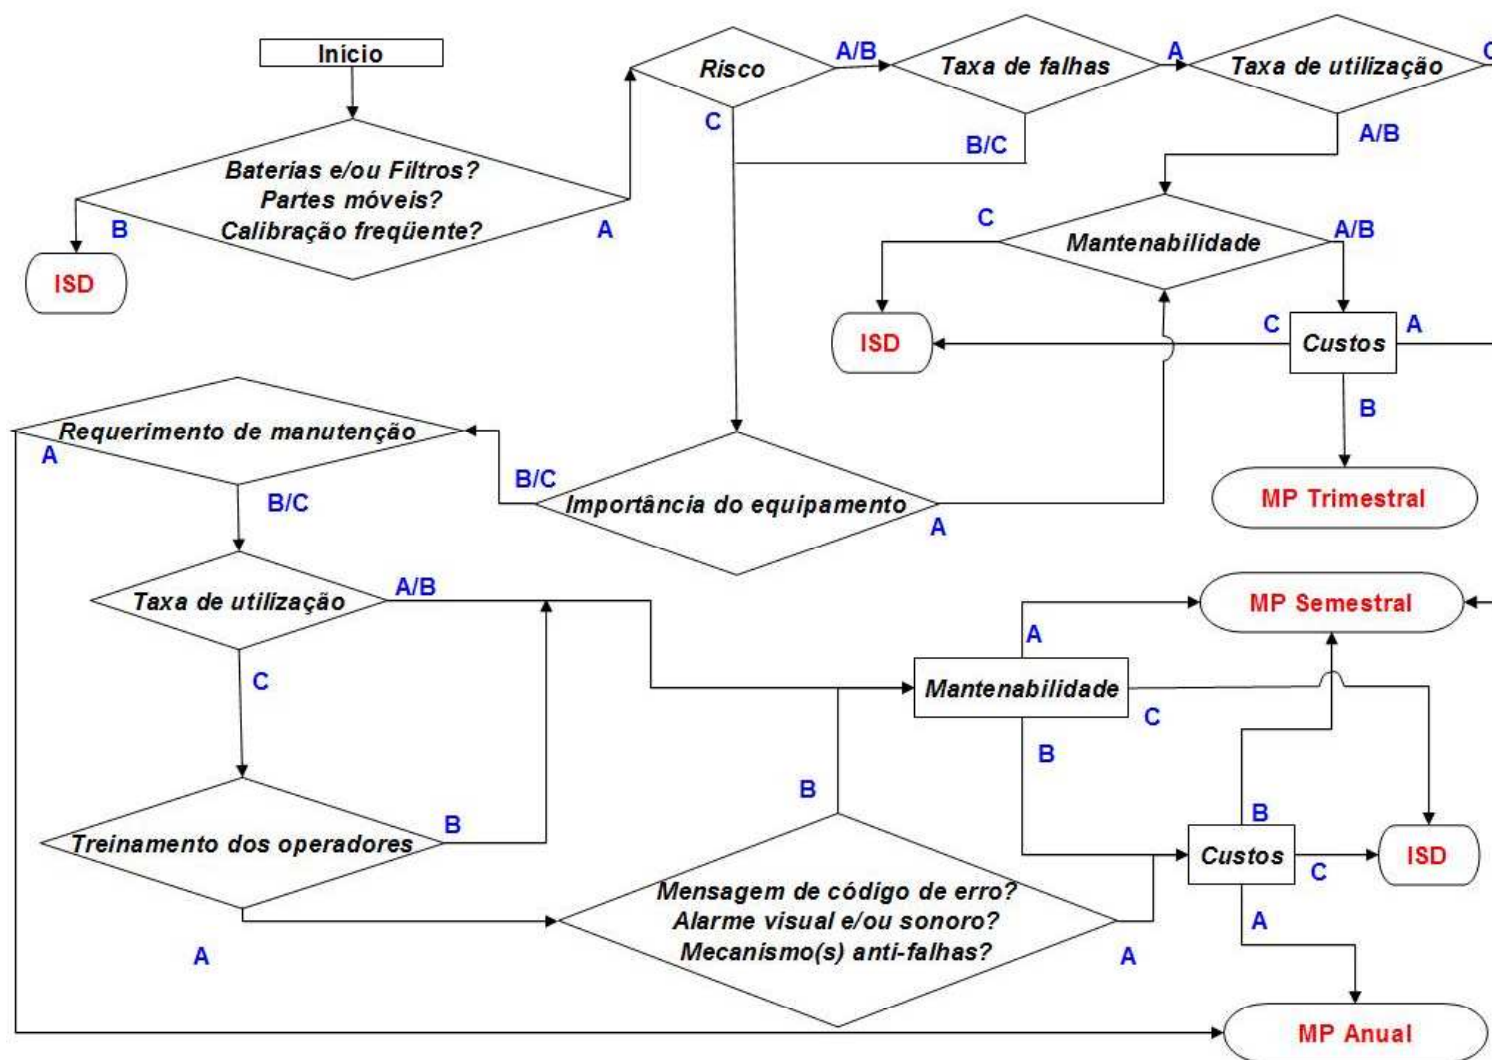 Início
Risco
A/B
Taxa de falhas
A
Taxa de utilização
C
C
B/C
A/B
Baterias e/ou Filtros?
Partes móveis?
Calibração freqüente?
B
A
ISD
C
Mantenabilidade
A/B
ISD
C
Custos
A
B
MP Trimestral
Requerimento de manutenção
A
B/C
B/C
Importância do equipamento
A
Taxa de utilização
A/B
C
MP Semestral
A
Mantenabilidade
C
B
Treinamento dos operadores
B
A
B
Mensagem de código de erro?
Alarme visual e/ou sonoro?
Mecanismo(s) anti-falhas?
A
B
Custos
C
ISD
A
MP Anual